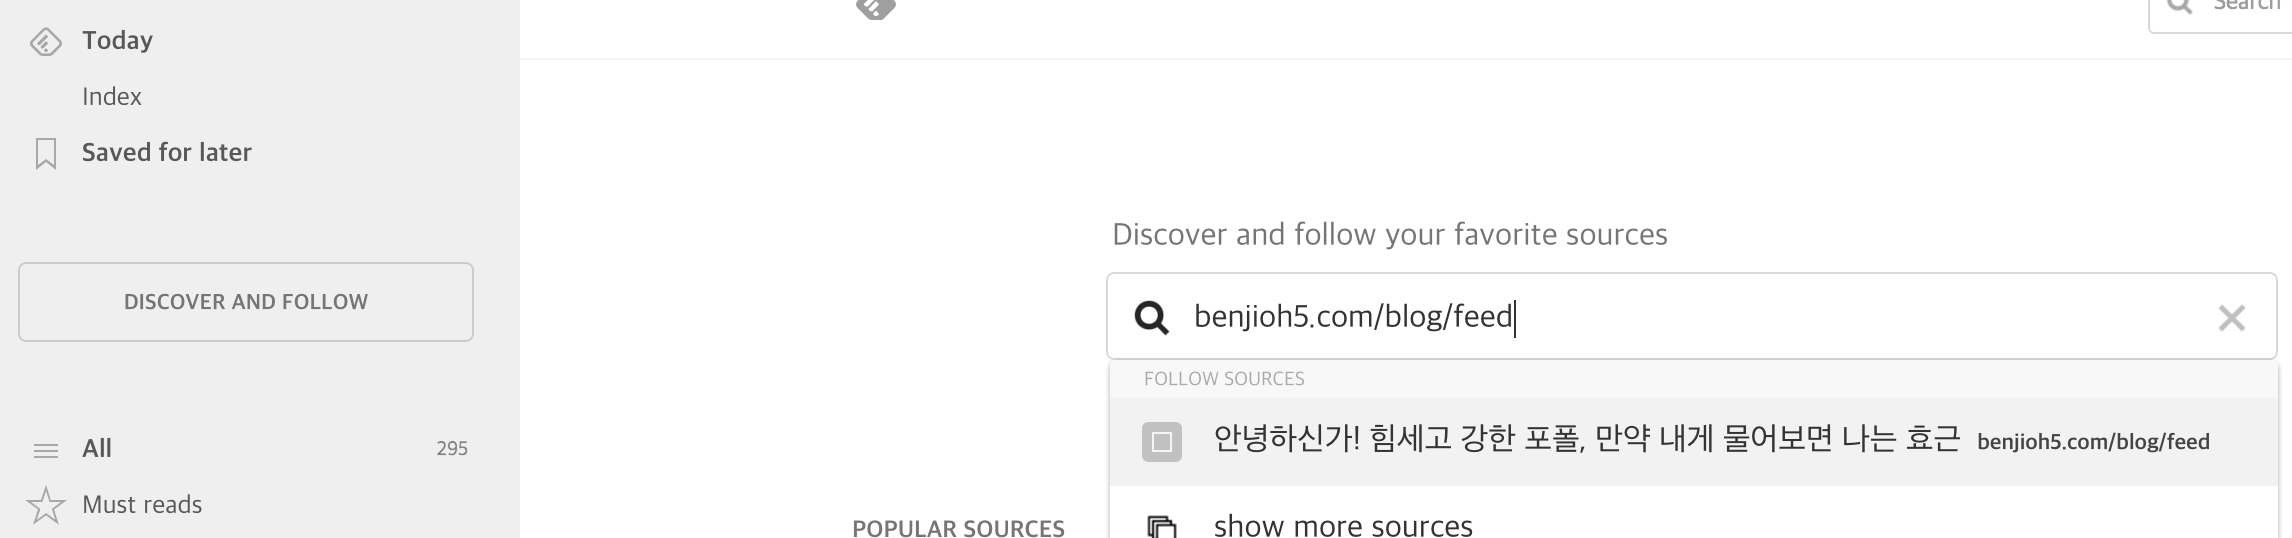 Today
Index
Saved for later
DISCOVER AND FOLLOW
All 295
Must reads
Search
Discover and follow your favorite sources
benjioh5.com/blog/feed
FOLLOW SOURCES
안녕하신가! 힘세고 강한 포폴, 만약 내게 물어보면 나는 효근 benjioh5.com/blog/feed
show more sources
POPULAR SOURCES